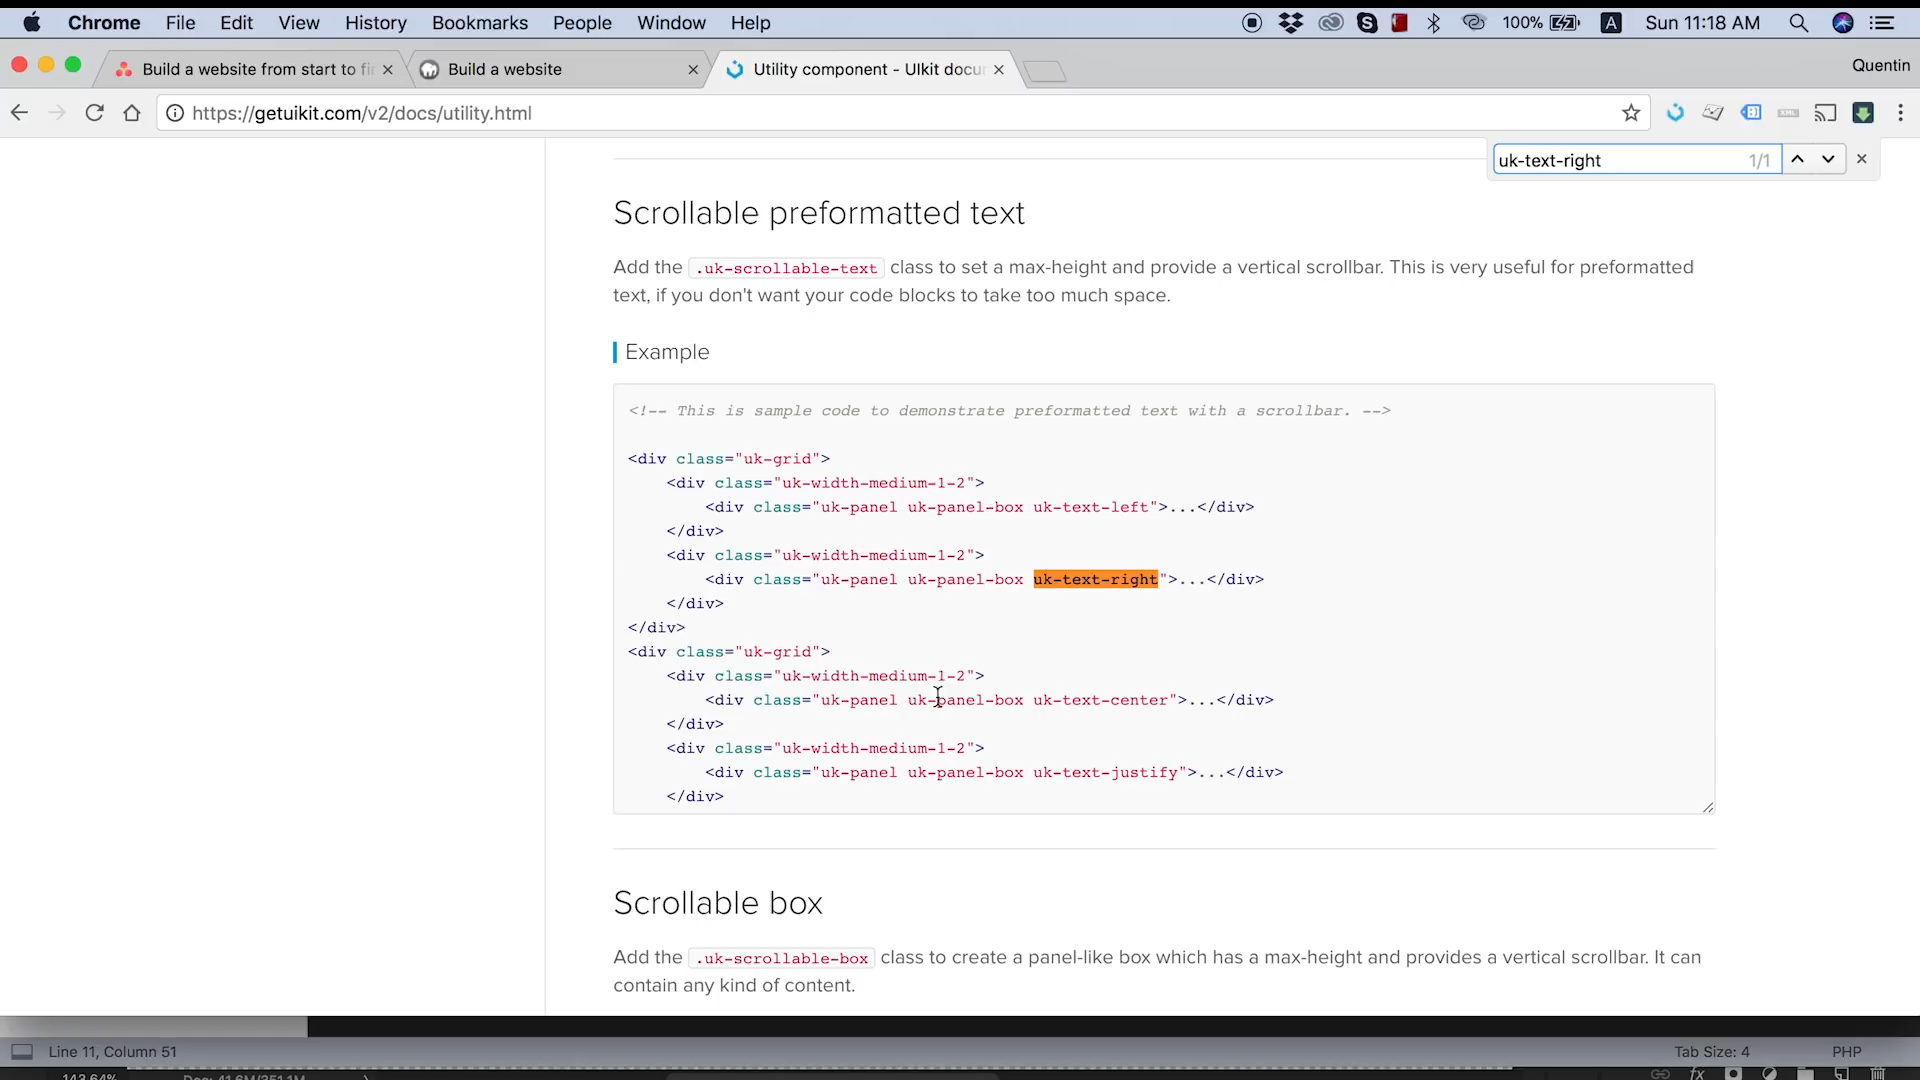 Chrome File Edit View History Bookmarks People Window Help 100% A Sun 11:18 AM
Build a website from start to fi Build a website Utility component - UIkit docu Quentin
https://getuikit.com/v2/docs/utility.html
uk-text-right 1/1
Scrollable preformatted text
Add the .uk-scrollable-text class to set a max-height and provide a vertical scrollbar. This is very useful for preformatted
text, if you don't want your code blocks to take too much space.
Example
<!-- This is sample code to demonstrate preformatted text with a scrollbar. -->
<div class="uk-grid">
<div class="uk-width-medium-1-2">
<div class="uk-panel uk-panel-box uk-text-left">...</div>
</div>
<div class="uk-width-medium-1-2">
<div class="uk-panel uk-panel-box uk-text-right">...</div>
</div>
</div>
<div class="uk-grid">
<div class="uk-width-medium-1-2">
<div class="uk-panel uk-panel-box uk-text-center">...</div>
</div>
<div class="uk-width-medium-1-2">
<div class="uk-panel uk-panel-box uk-text-justify">...</div>
</div>
Scrollable box
Add the .uk-scrollable-box class to create a panel-like box which has a max-height and provides a vertical scrollbar. It can
contain any kind of content.
Line 11, Column 51 Tab Size: 4 PHP
143.64% Doc: 41.6M/351.1M fx